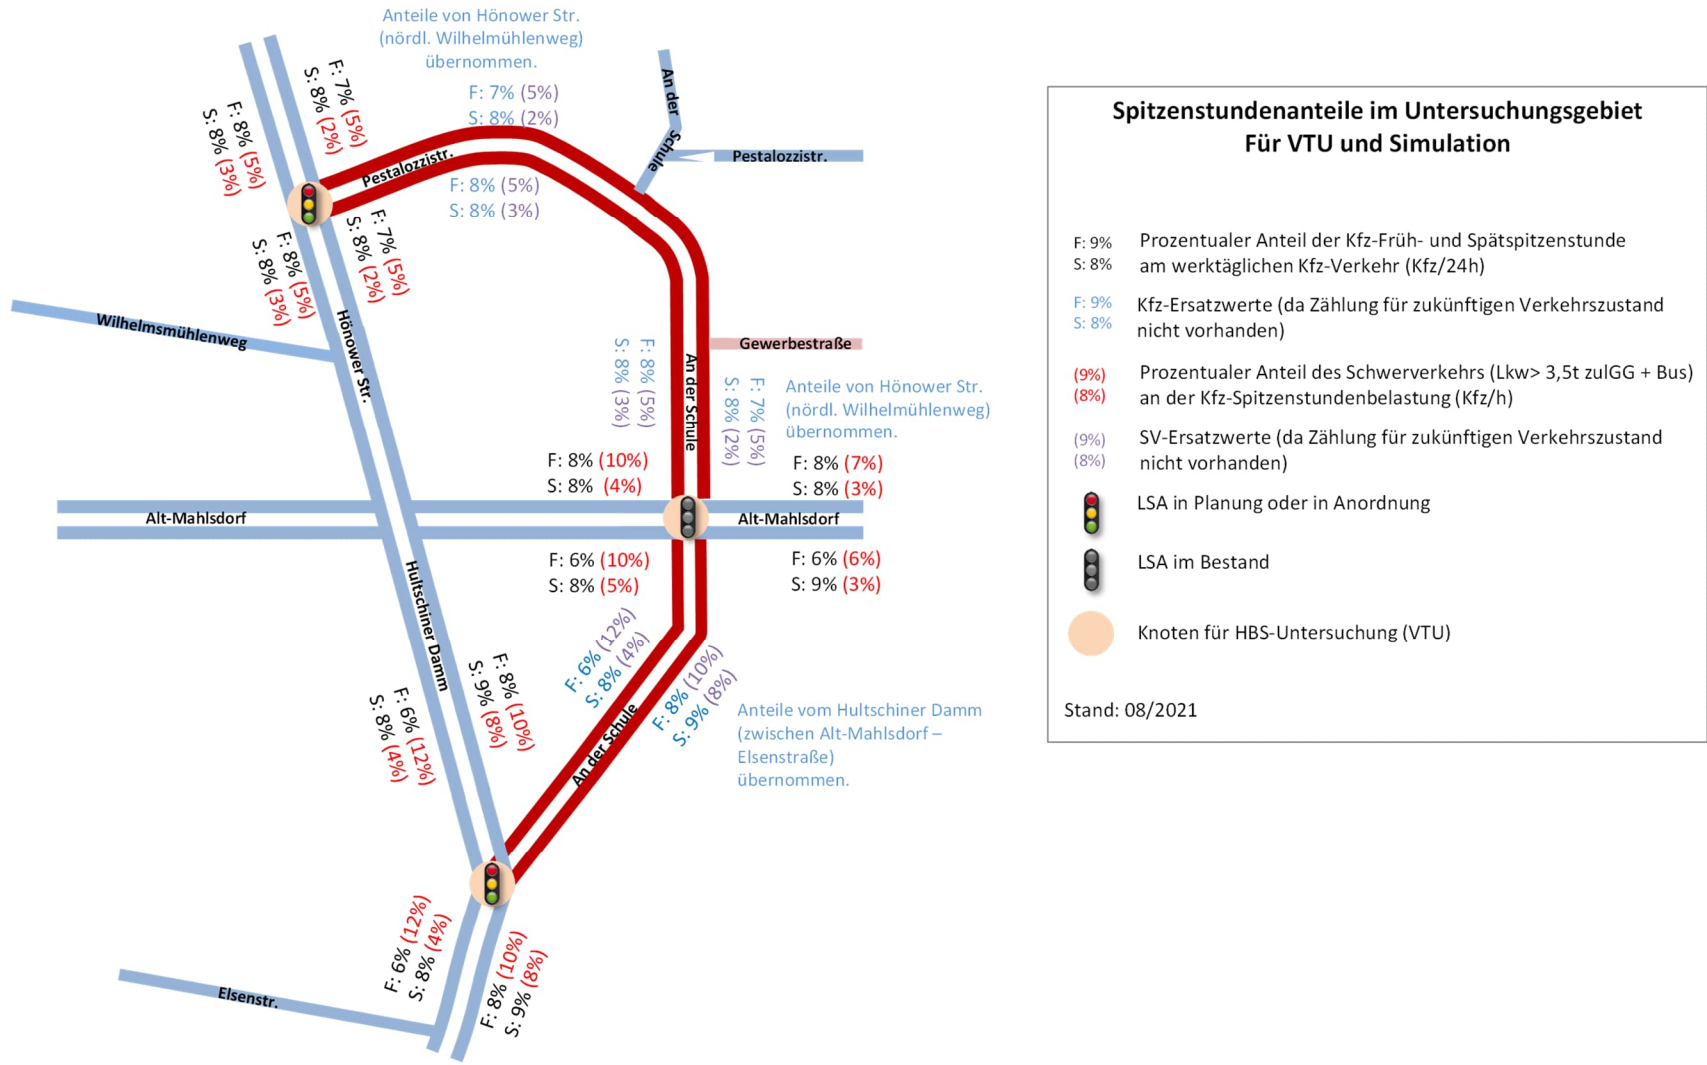 Anteile von Hönower Str.
(nördl. Wilhelmühlenweg)
übernommen.
F: 7% (5%)
S: 8% (2%)
F: 7% (5%)
S: 8% (2%)
F: 8% (5%)
S: 8% (3%)
An der Schule
Pestalozzistr.
Pestalozzistr.
F: 8% (5%)
S: 8% (3%)
F: 7% (5%)
S: 8% (2%)
F: 8% (5%)
S: 8% (3%)
Wilhelmsmühlenweg
Hönower Str.
Gewerbestraße
F: 8% (5%)
S: 8% (3%)
An der Schule
F: 7% (5%)
S: 8% (2%)
Anteile von Hönower Str.
(nördl. Wilhelmühlenweg)
übernommen.
F: 8% (10%)
S: 8% (4%)
F: 8% (7%)
S: 8% (3%)
Alt-Mahlsdorf
Alt-Mahlsdorf
F: 6% (10%)
S: 8% (5%)
F: 6% (6%)
S: 9% (3%)
Hultschiner Damm
F: 6% (12%)
S: 8% (4%)
F: 8% (10%)
S: 9% (8%)
An der Schule
F: 8% (10%)
S: 9% (8%)
F: 6% (12%)
S: 8% (4%)
Anteile vom Hultschiner Damm
(zwischen Alt-Mahlsdorf –
Elsenstraße)
übernommen.
F: 6% (12%)
S: 8% (4%)
F: 8% (10%)
S: 9% (8%)
Elsenstr.
Spitzenstundenanteile im Untersuchungsgebiet
Für VTU und Simulation
F: 9% Prozentualer Anteil der Kfz-Früh- und Spätspitzenstunde
S: 8% am werktäglichen Kfz-Verkehr (Kfz/24h)
F: 9% Kfz-Ersatzwerte (da Zählung für zukünftigen Verkehrszustand
S: 8% nicht vorhanden)
(9%) Prozentualer Anteil des Schwerverkehrs (Lkw> 3,5t zulGG + Bus)
(8%) an der Kfz-Spitzenstundenbelastung (Kfz/h)
(9%) SV-Ersatzwerte (da Zählung für zukünftigen Verkehrszustand
(8%) nicht vorhanden)
LSA in Planung oder in Anordnung
LSA im Bestand
Knoten für HBS-Untersuchung (VTU)
Stand: 08/2021